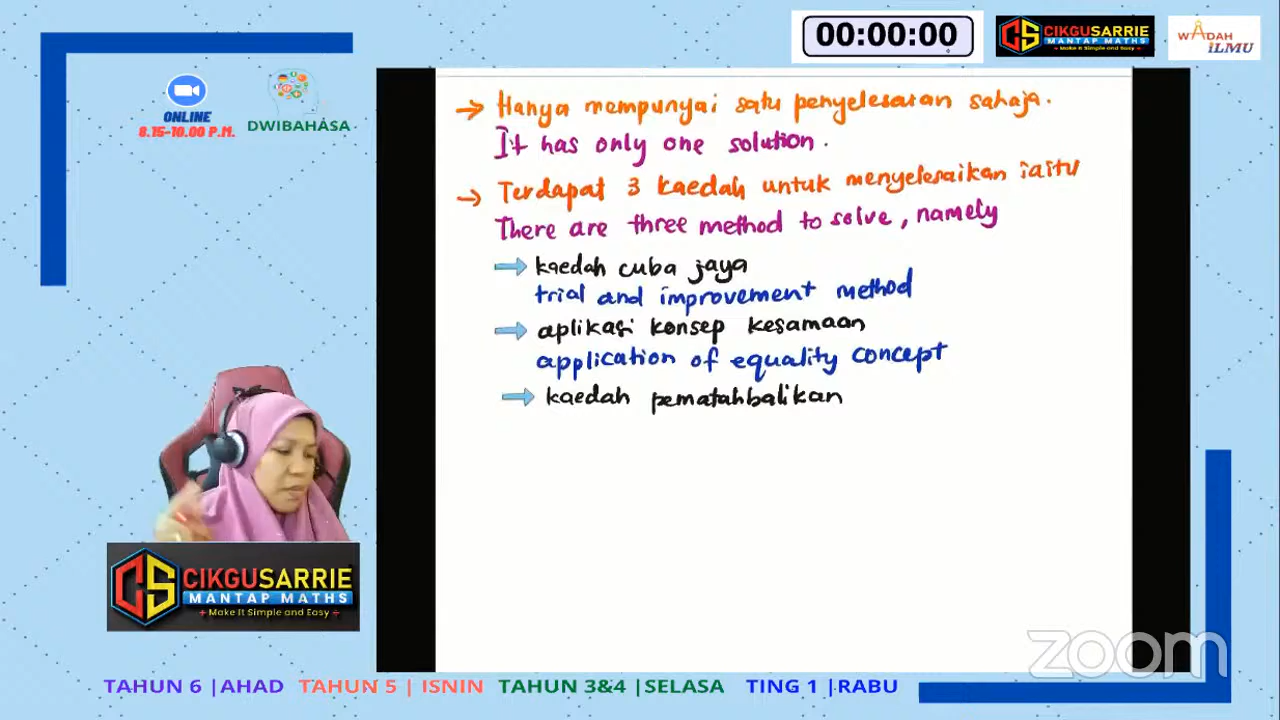 00:00:00
CS CIKGUSARRIE
MANTAP MATHS
Make It Simple and Easy
WADAH
iLMU
ONLINE
8.15-10.00 P.M.
DWIBAHASA
→ Hanya mempunyai satu penyelesaian sahaja.
It has only one solution.
→ Terdapat 3 kaedah untuk menyelesaikan iaitu
There are three method to solve, namely
kaedah cuba jaya
trial and improvement method
aplikasi konsep kesamaan
application of equality concept
kaedah pematahbalikan
CS CIKGUSARRIE
MANTAP MATHS
+ Make It Simple and Easy +
zoom
TAHUN 6 |AHAD TAHUN 5 | ISNIN TAHUN 3&4 |SELASA TING 1 |RABU